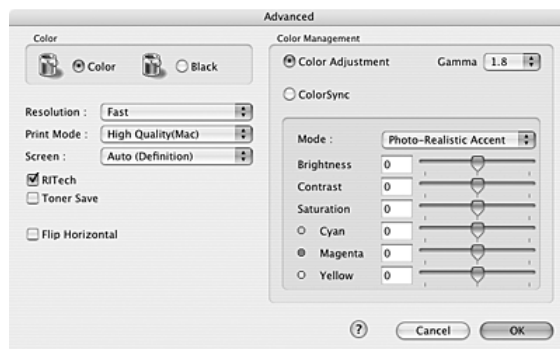 Advanced
Color
Color
Black
Resolution :
Fast
Print Mode :
High Quality(Mac)
Screen :
Auto (Definition)
RITech
Toner Save
Flip Horizontal
Color Management
Color Adjustment
Gamma
1.8
ColorSync
Mode :
Photo-Realistic Accent
Brightness
0
Contrast
0
Saturation
0
Cyan
0
Magenta
0
Yellow
0
?
Cancel
OK